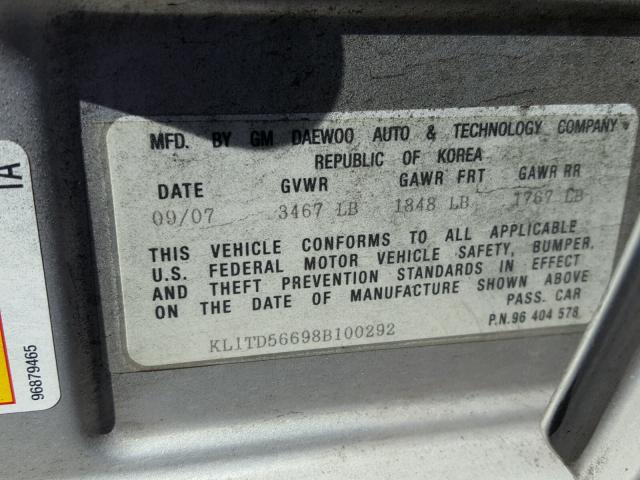 MFD. BY GM DAEWOO AUTO & TECHNOLOGY COMPANY
REPUBLIC OF KOREA
DATE GVWR GAWR FRT GAWR RR
09/07 3467 LB 1848 LB 1767 LB
THIS VEHICLE CONFORMS TO ALL APPLICABLE
U.S. FEDERAL MOTOR VEHICLE SAFETY, BUMPER,
AND THEFT PREVENTION STANDARDS IN EFFECT
ON THE DATE OF MANUFACTURE SHOWN ABOVE
PASS. CAR
P.N.96 404 578
KL1TD56698B100292
96879465